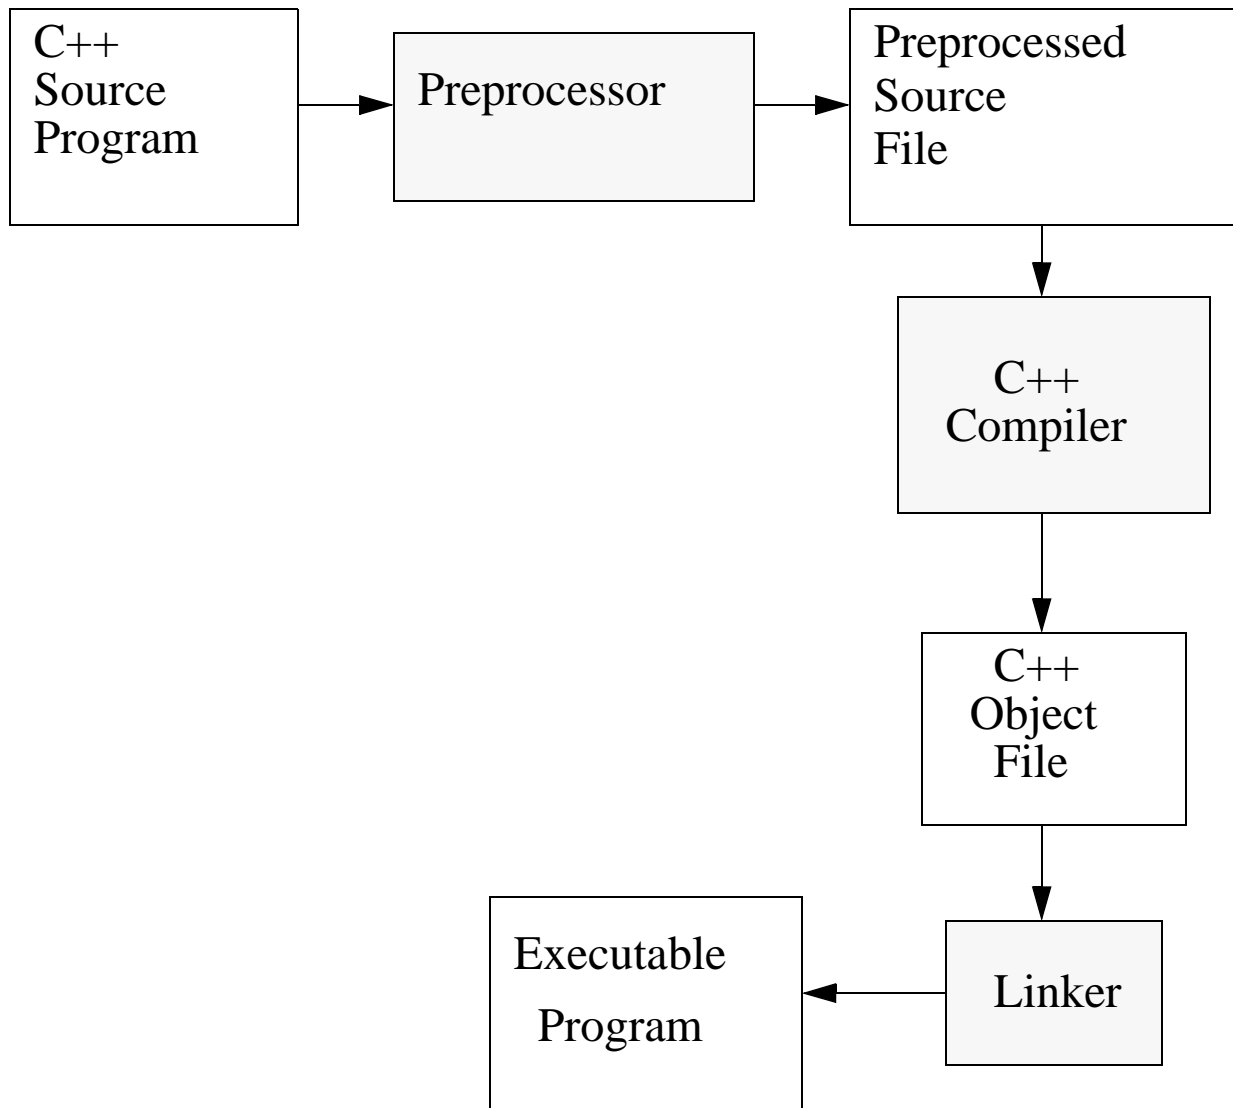 C++
Source
Program
Preprocessor
Preprocessed
Source
File
C++
Compiler
C++
Object
File
Executable
Program
Linker